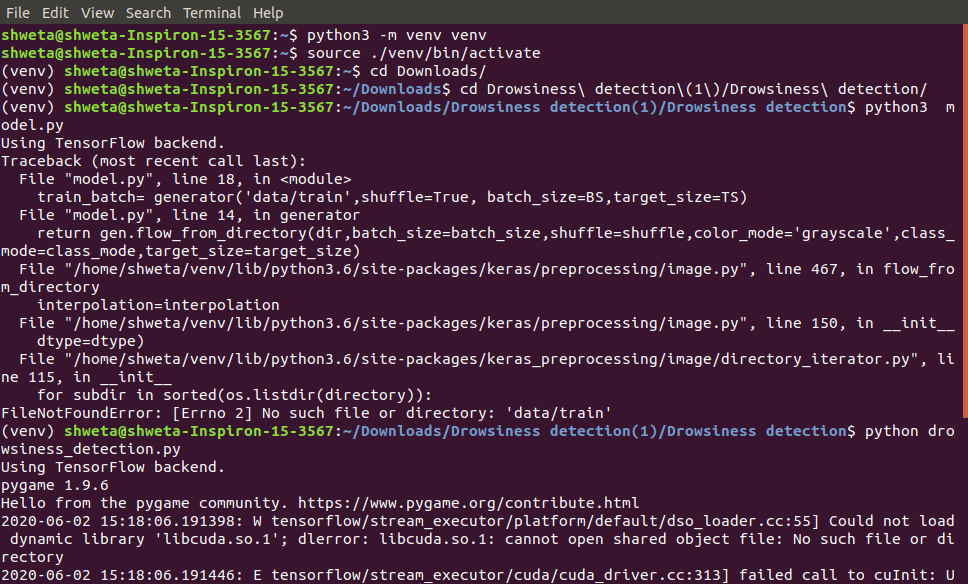 File Edit View Search Terminal Help
shweta@shweta-Inspiron-15-3567:~$ python3 -m venv venv
shweta@shweta-Inspiron-15-3567:~$ source ./venv/bin/activate
(venv) shweta@shweta-Inspiron-15-3567:~$ cd Downloads/
(venv) shweta@shweta-Inspiron-15-3567:~/Downloads$ cd Drowsiness\ detection\(1\)/Drowsiness\ detection/
(venv) shweta@shweta-Inspiron-15-3567:~/Downloads/Drowsiness detection(1)/Drowsiness detection$ python3  m
odel.py
Using TensorFlow backend.
Traceback (most recent call last):
  File "model.py", line 18, in <module>
    train_batch= generator('data/train',shuffle=True, batch_size=BS,target_size=TS)
  File "model.py", line 14, in generator
    return gen.flow_from_directory(dir,batch_size=batch_size,shuffle=shuffle,color_mode='grayscale',class_
mode=class_mode,target_size=target_size)
  File "/home/shweta/venv/lib/python3.6/site-packages/keras/preprocessing/image.py", line 467, in flow_fro
m_directory
    interpolation=interpolation
  File "/home/shweta/venv/lib/python3.6/site-packages/keras/preprocessing/image.py", line 150, in __init__
    dtype=dtype)
  File "/home/shweta/venv/lib/python3.6/site-packages/keras_preprocessing/image/directory_iterator.py", li
ne 115, in __init__
    for subdir in sorted(os.listdir(directory)):
FileNotFoundError: [Errno 2] No such file or directory: 'data/train'
(venv) shweta@shweta-Inspiron-15-3567:~/Downloads/Drowsiness detection(1)/Drowsiness detection$ python dro
wsiness_detection.py
Using TensorFlow backend.
pygame 1.9.6
Hello from the pygame community. https://www.pygame.org/contribute.html
2020-06-02 15:18:06.191398: W tensorflow/stream_executor/platform/default/dso_loader.cc:55] Could not load
 dynamic library 'libcuda.so.1'; dlerror: libcuda.so.1: cannot open shared object file: No such file or di
rectory
2020-06-02 15:18:06.191446: E tensorflow/stream_executor/cuda/cuda_driver.cc:313] failed call to cuInit: U